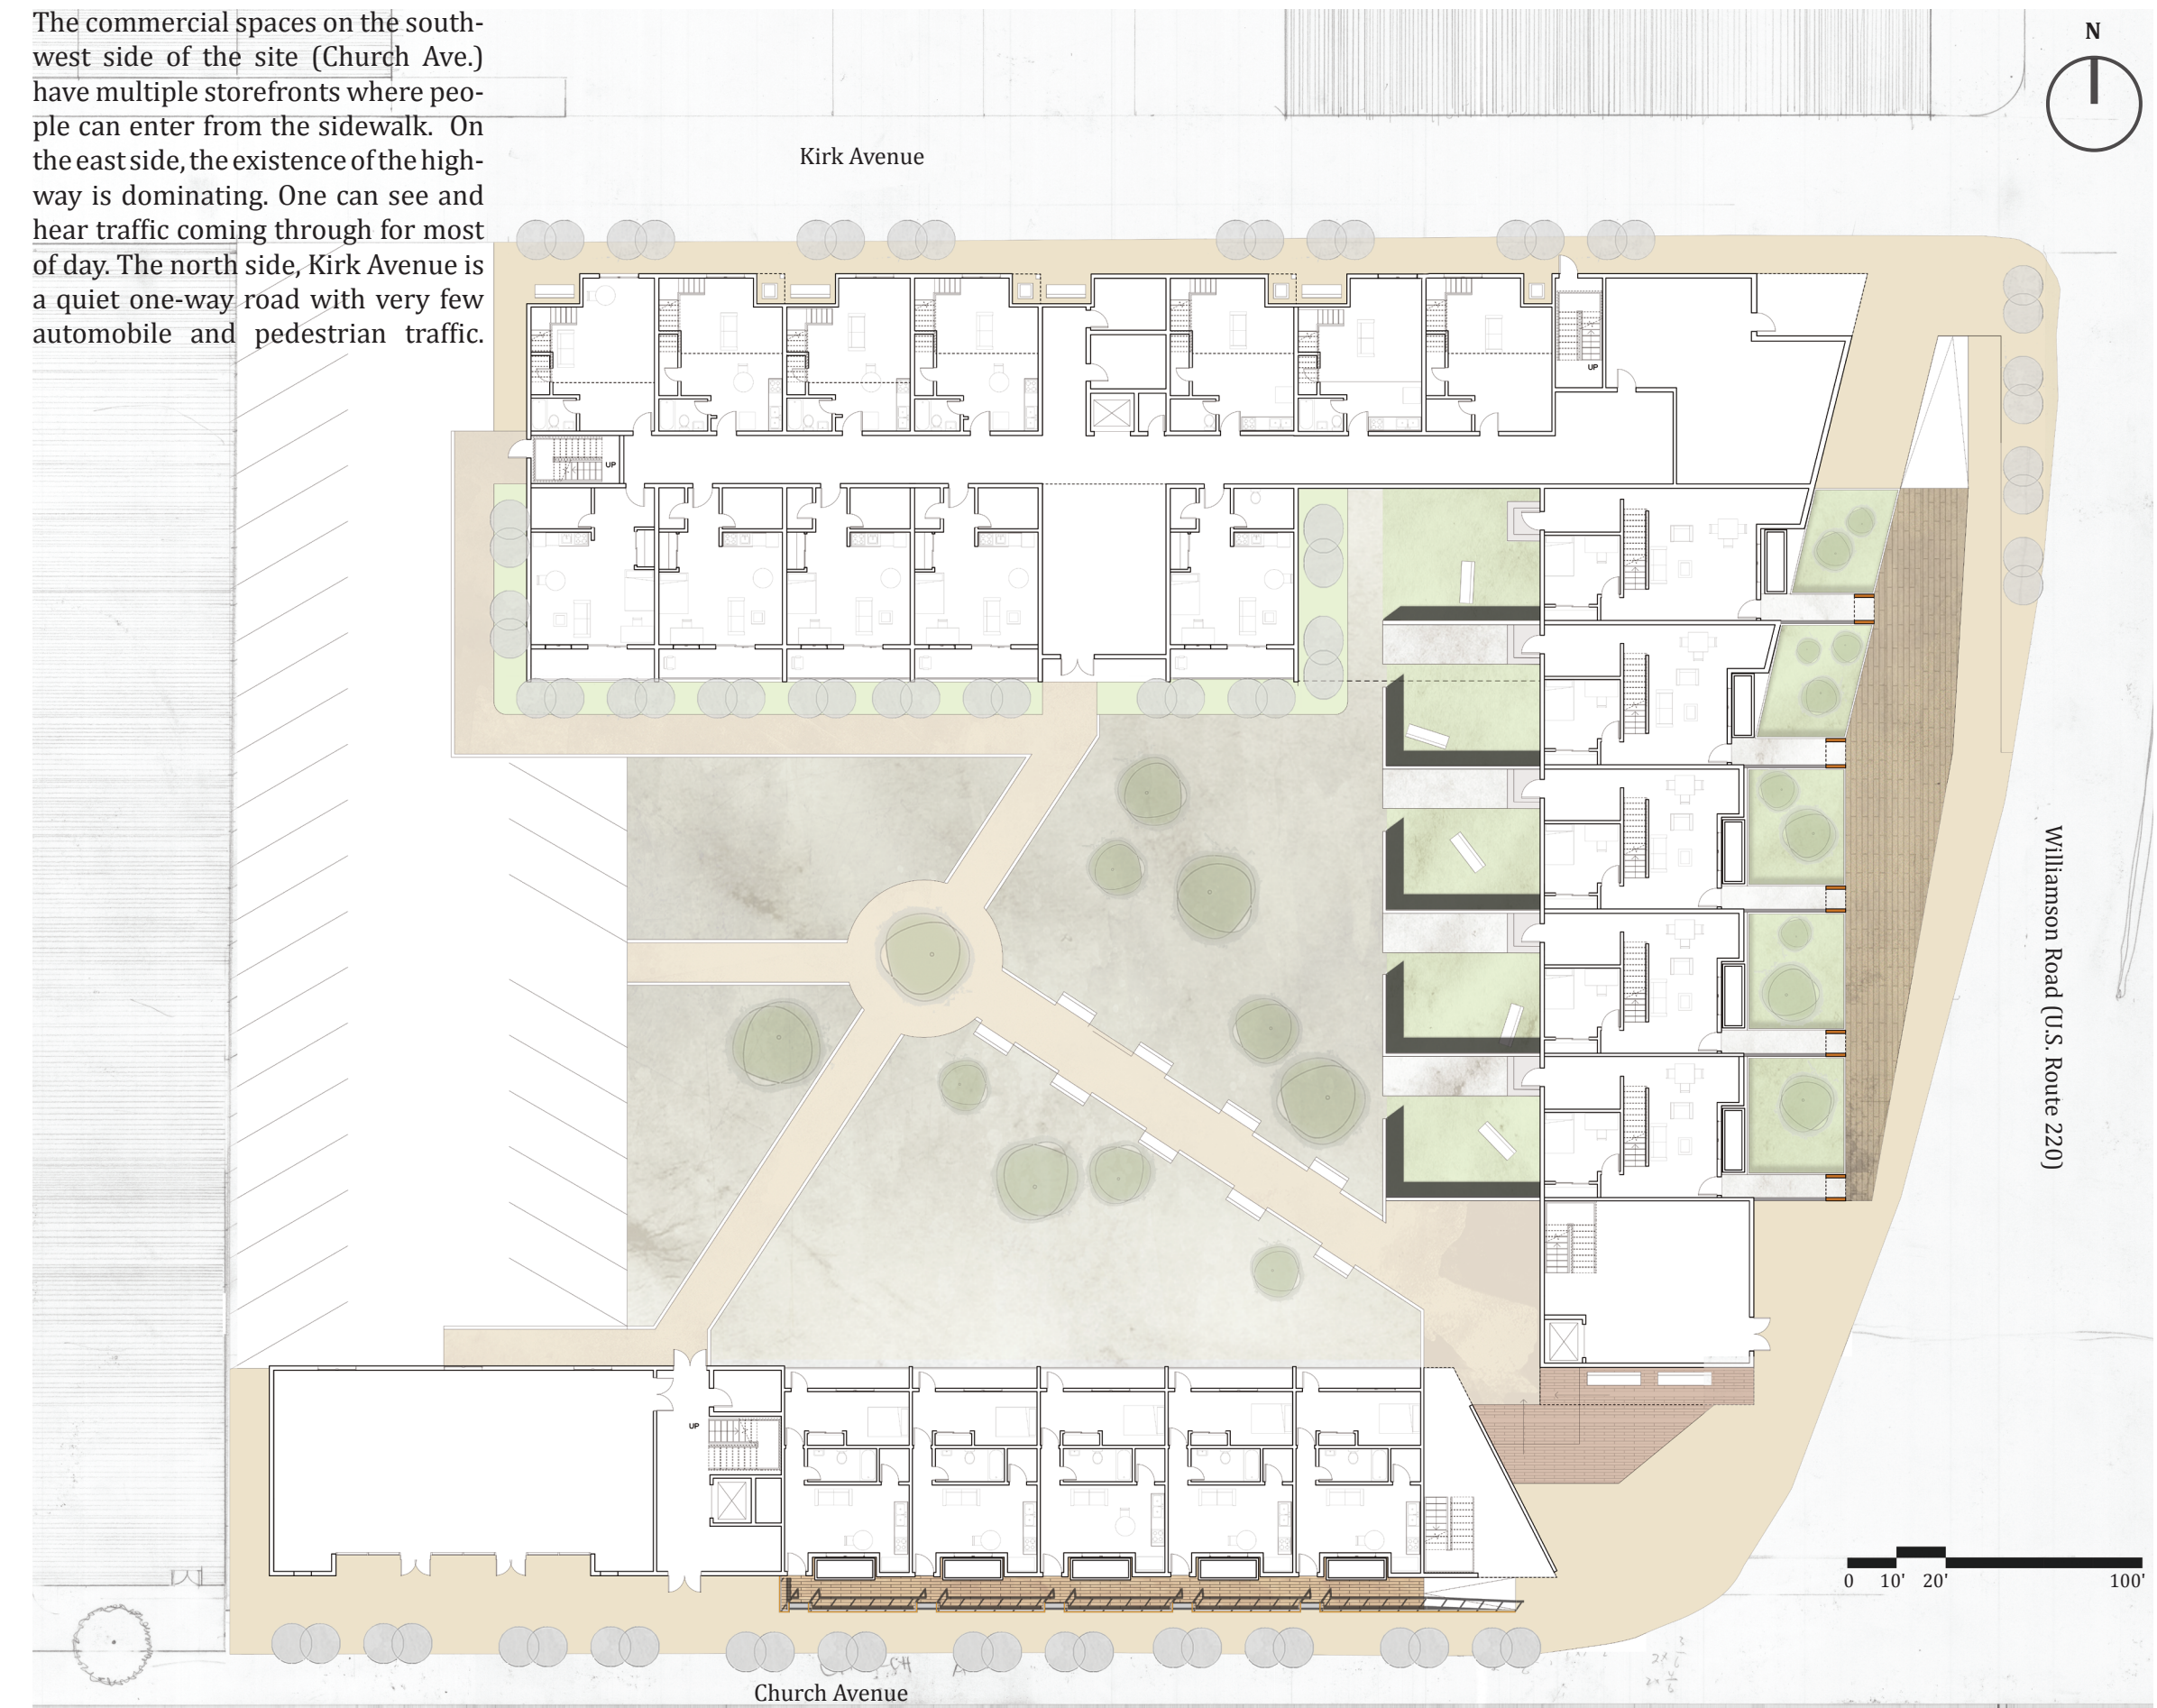 The commercial spaces on the south-
west side of the site (Church Ave.)
have multiple storefronts where peo-
ple can enter from the sidewalk. On
the east side, the existence of the high-
way is dominating. One can see and
hear traffic coming through for most
of day. The north side, Kirk Avenue is
a quiet one-way road with very few
automobile and pedestrian traffic.
N
Kirk Avenue
UP
UP
Williamson Road (U.S. Route 220)
UP
0 10' 20' 100'
Church Avenue